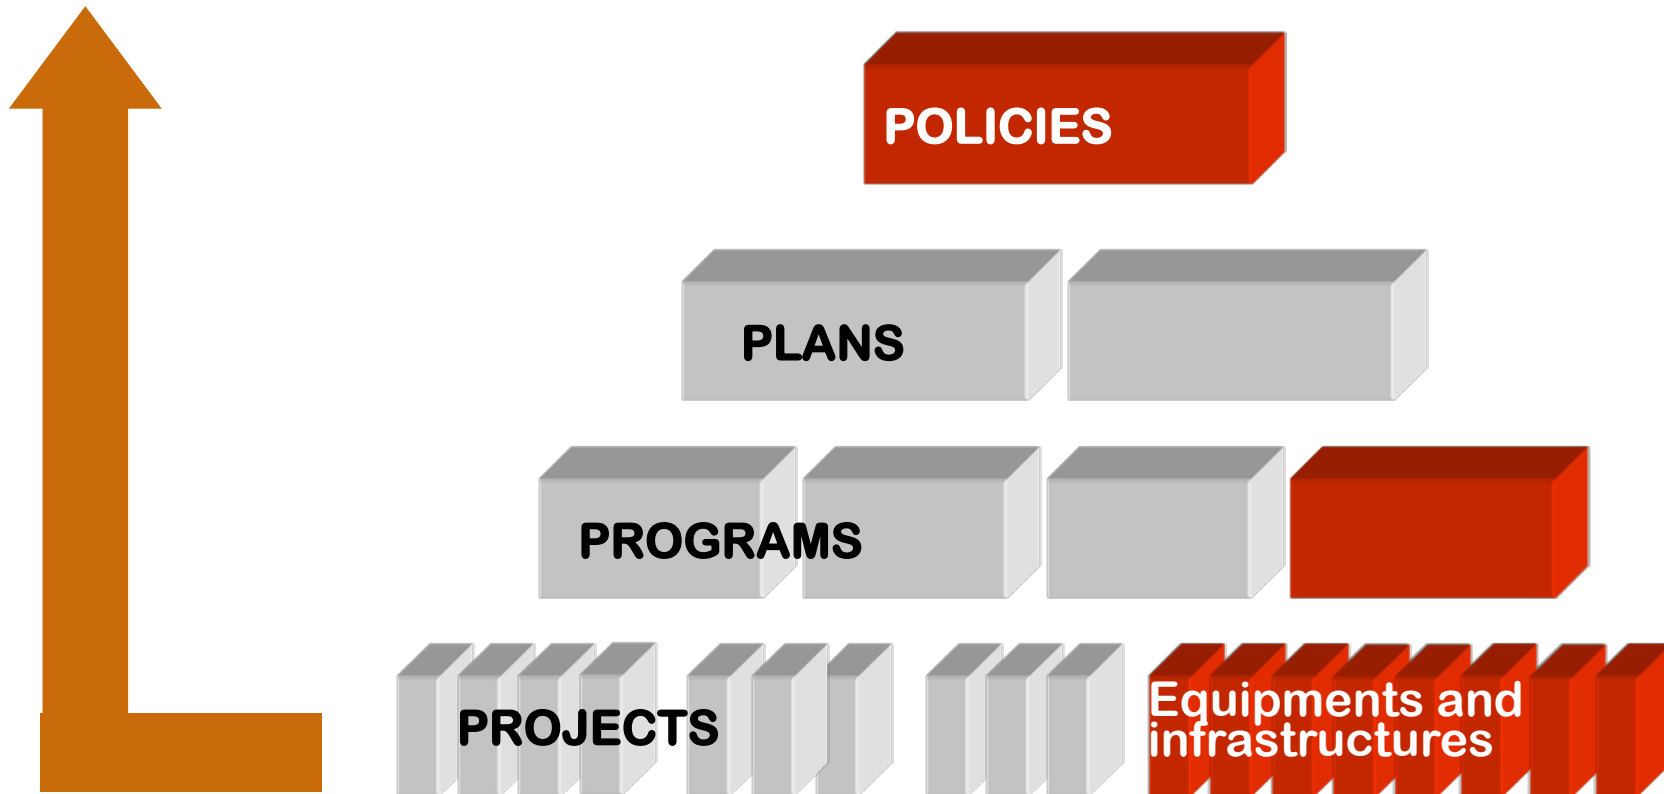 POLICIES
PLANS
PROGRAMS
PROJECTS
Equipments and
infrastructures